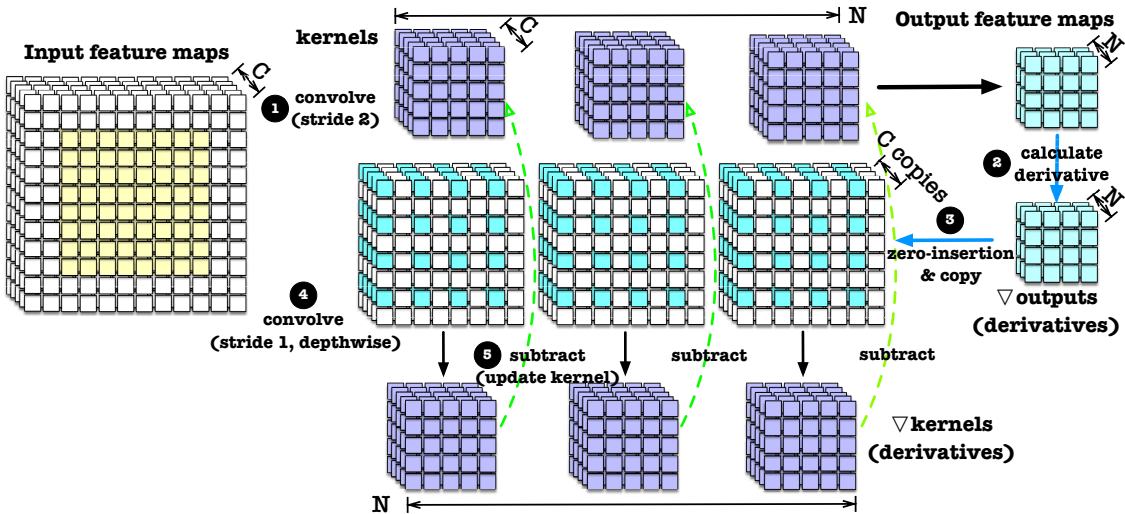 N
Output feature maps
kernels
C
Input feature maps
C
N
1 convolve
(stride 2)
C copies
2 calculate
derivative
N
3
zero-insertion
& copy
4
convolve
(stride 1, depthwise)
▽ outputs
(derivatives)
5 subtract
(update kernel)
subtract
subtract
▽ kernels
(derivatives)
N